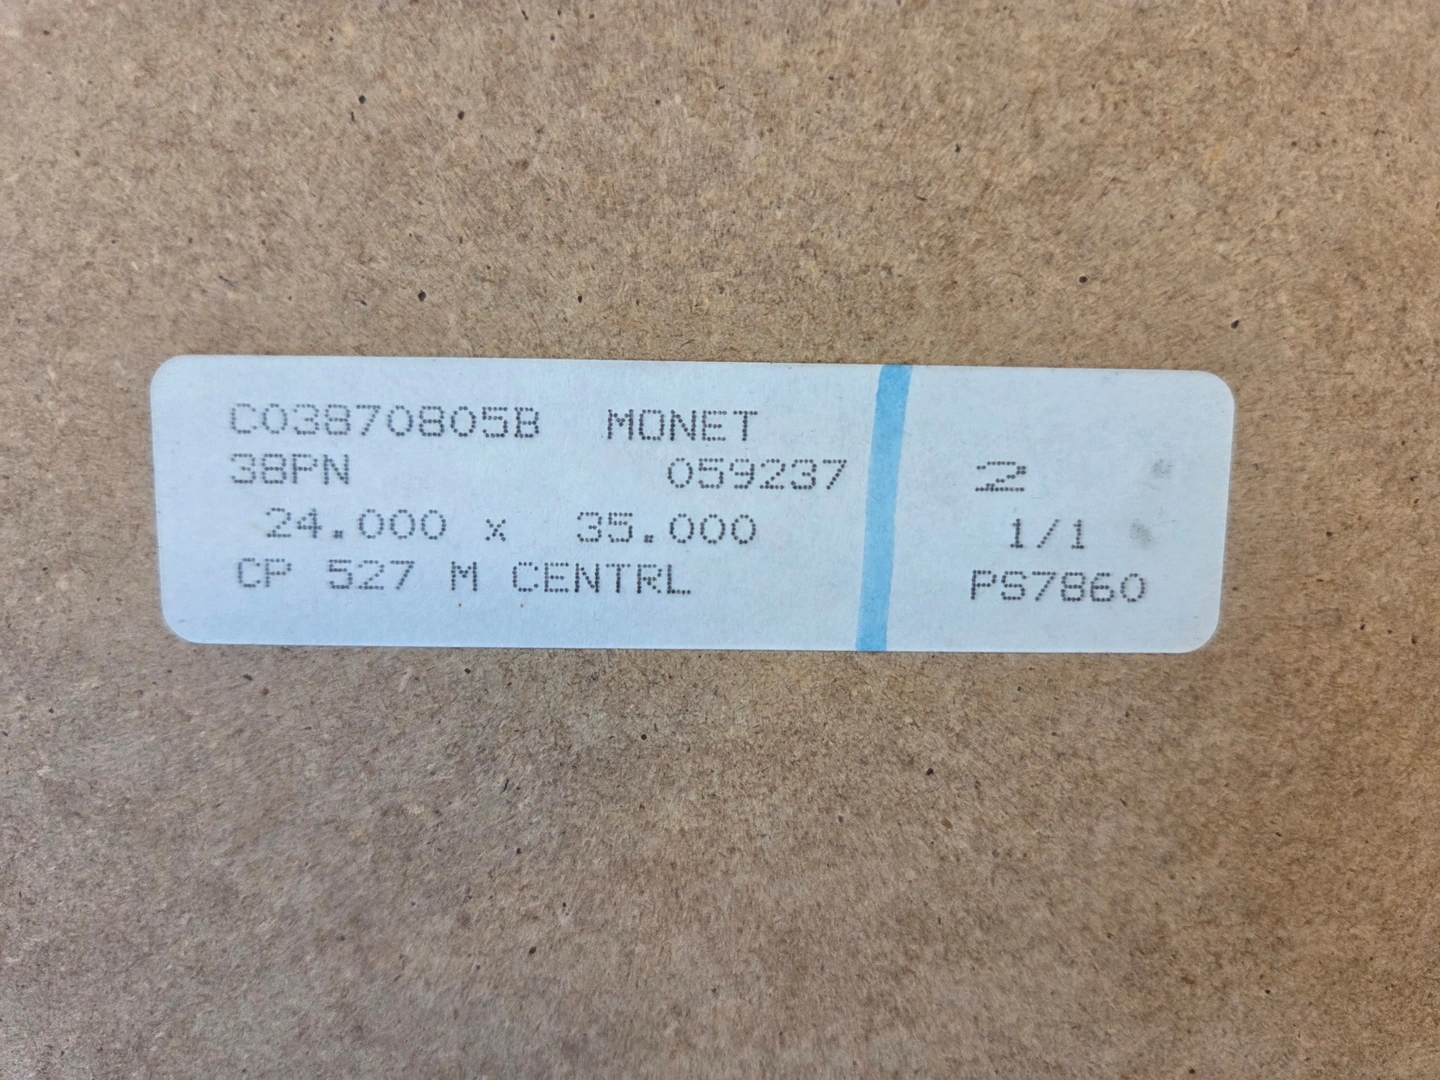 C03870805B MONET
38PN 059237 2
24.000 x 35.000 1/1
CP 527 M CENTRL PS7860